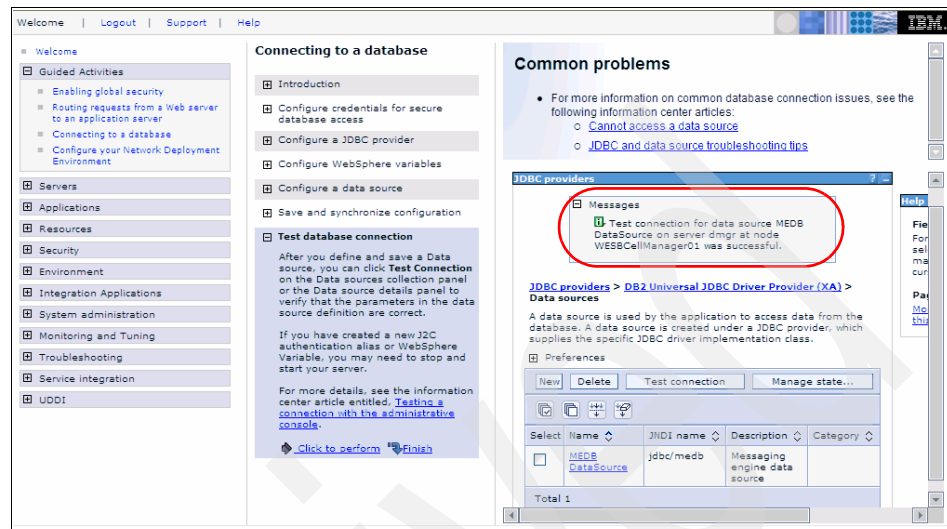 Welcome | Logout | Support | Help
IBM.
Welcome
Guided Activities
Enabling global security
Routing requests from a Web server
to an application server
Connecting to a database
Configure your Network Deployment
Environment
Servers
Applications
Resources
Security
Environment
Integration Applications
System administration
Monitoring and Tuning
Troubleshooting
Service integration
UDDI
Connecting to a database
Introduction
Configure credentials for secure
database access
Configure a JDBC provider
Configure WebSphere variables
Configure a data source
Save and synchronize configuration
Test database connection
After you define and save a Data
source, you can click Test Connection
on the Data sources collection panel
or the Data source details panel to
verify that the parameters in the data
source definition are correct.
If you have created a new J2C
authentication alias or WebSphere
Variable, you may need to stop and
start your server.
For more details, see the information
center article entitled, Testing a
connection with the administrative
console.
Click to perform Finish
Common problems
For more information on common database connection issues, see the
following information center articles:
Cannot access a data source
JDBC and data source troubleshooting tips
JDBC providers ? –
Messages
Test connection for data source MEDB
DataSource on server dmgr at node
WESBCellManager01 was successful.
JDBC providers > DB2 Universal JDBC Driver Provider (XA) >
Data sources
A data source is used by the application to access data from the
database. A data source is created under a JDBC provider, which
supplies the specific JDBC driver implementation class.
Preferences
New Delete Test connection Manage state...
Select Name JNDI name Description Category
MEDB
DataSource
jdbc/medb
Messaging
engine data
source
Total 1
Help
Fie
For
sel
ma
cur
Pa
Mo
this